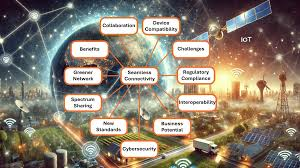 Collaboration
Device
Compatibility
IoT
Benefits
Challenges
Greener
Network
Seamless
Connectivity
Regulatory
Compliance
Spectrum
Sharing
Interoperability
New
Standards
Business
Potential
Cybersecurity